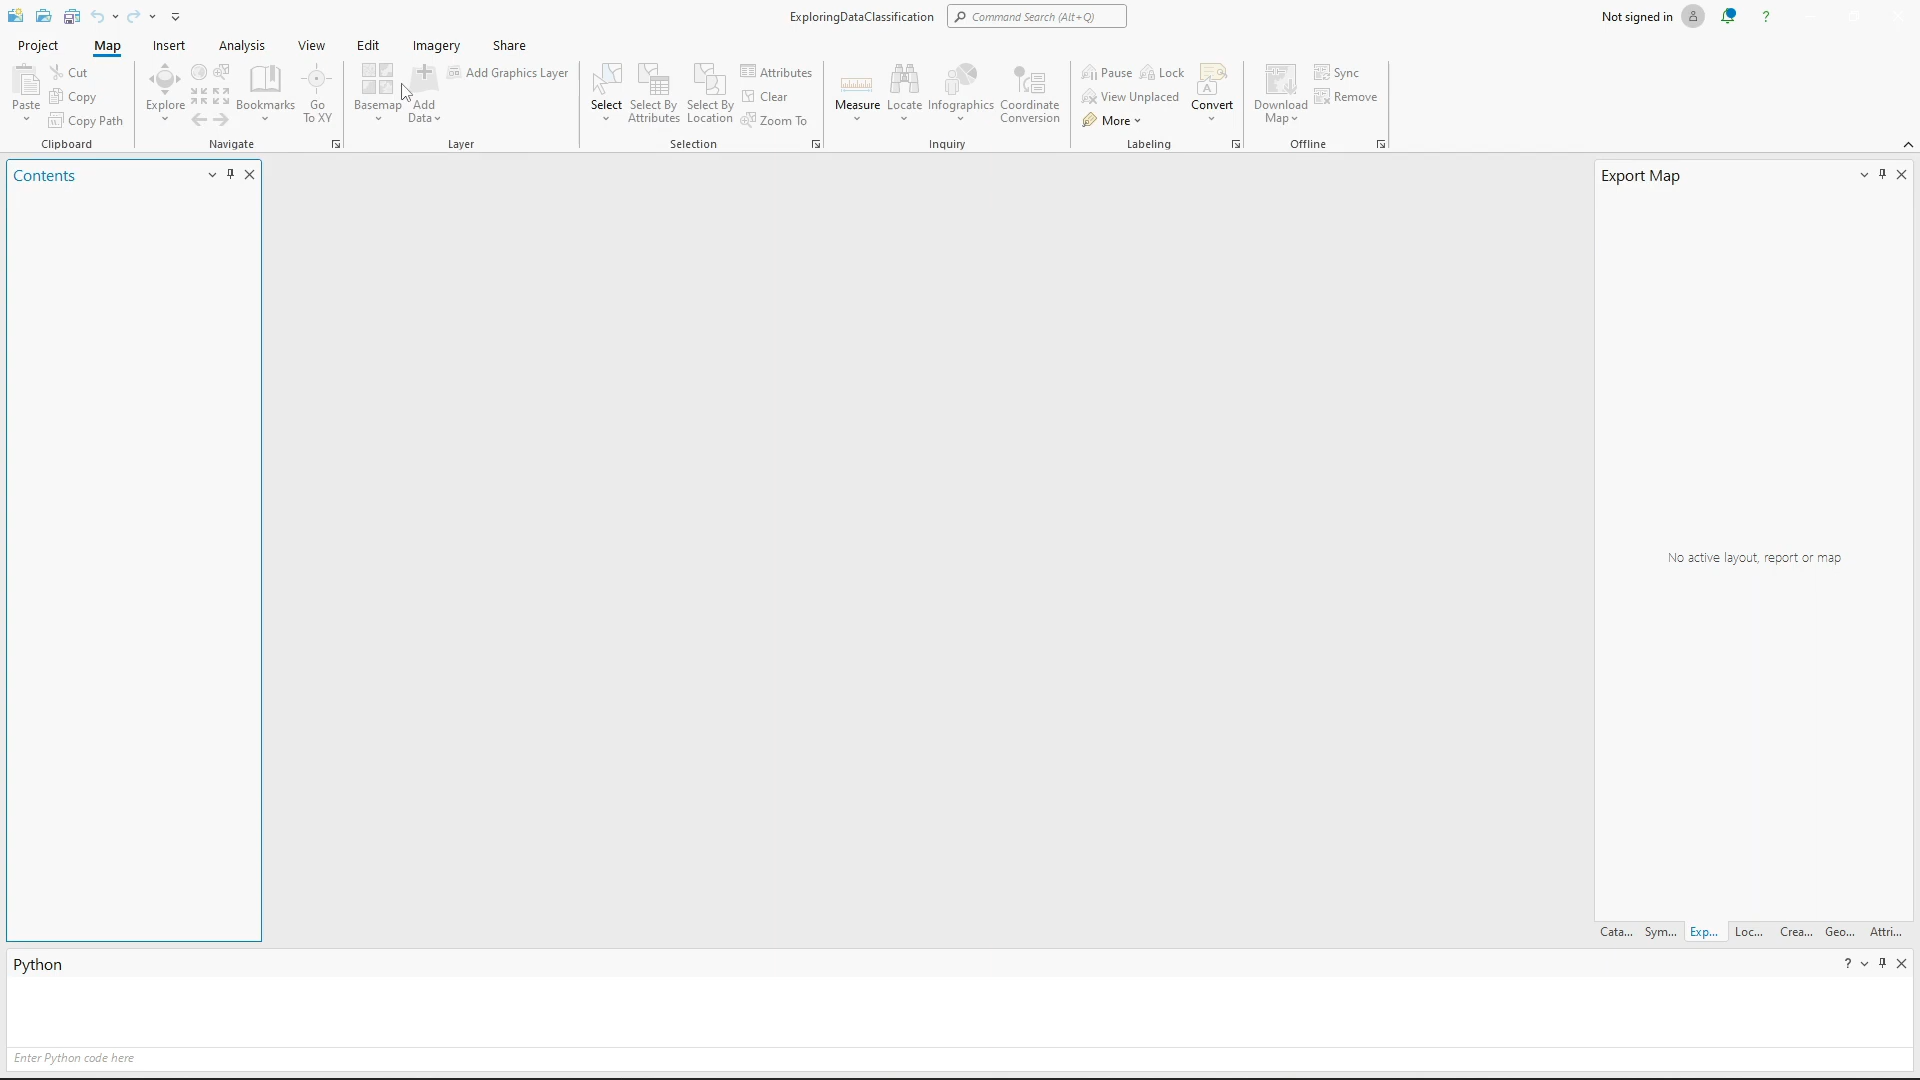 ExploringDataClassification
Command Search (Alt+Q)
Not signed in
?
Project
Map
Insert
Analysis
View
Edit
Imagery
Share
Paste
Cut
Copy
Copy Path
Clipboard
Explore
Bookmarks
Go
To XY
Navigate
Basemap
Add
Data
Add Graphics Layer
Layer
Select
Select By
Attributes
Select By
Location
Attributes
Clear
Zoom To
Selection
Measure
Locate
Infographics
Coordinate
Conversion
Inquiry
Pause
Lock
View Unplaced
More
A
Convert
Labeling
Download
Map
Sync
Remove
Offline
Contents
Export Map
No active layout, report or map
Cata...
Sym...
Exp...
Loc...
Crea...
Geo...
Attri...
Python
?
Enter Python code here